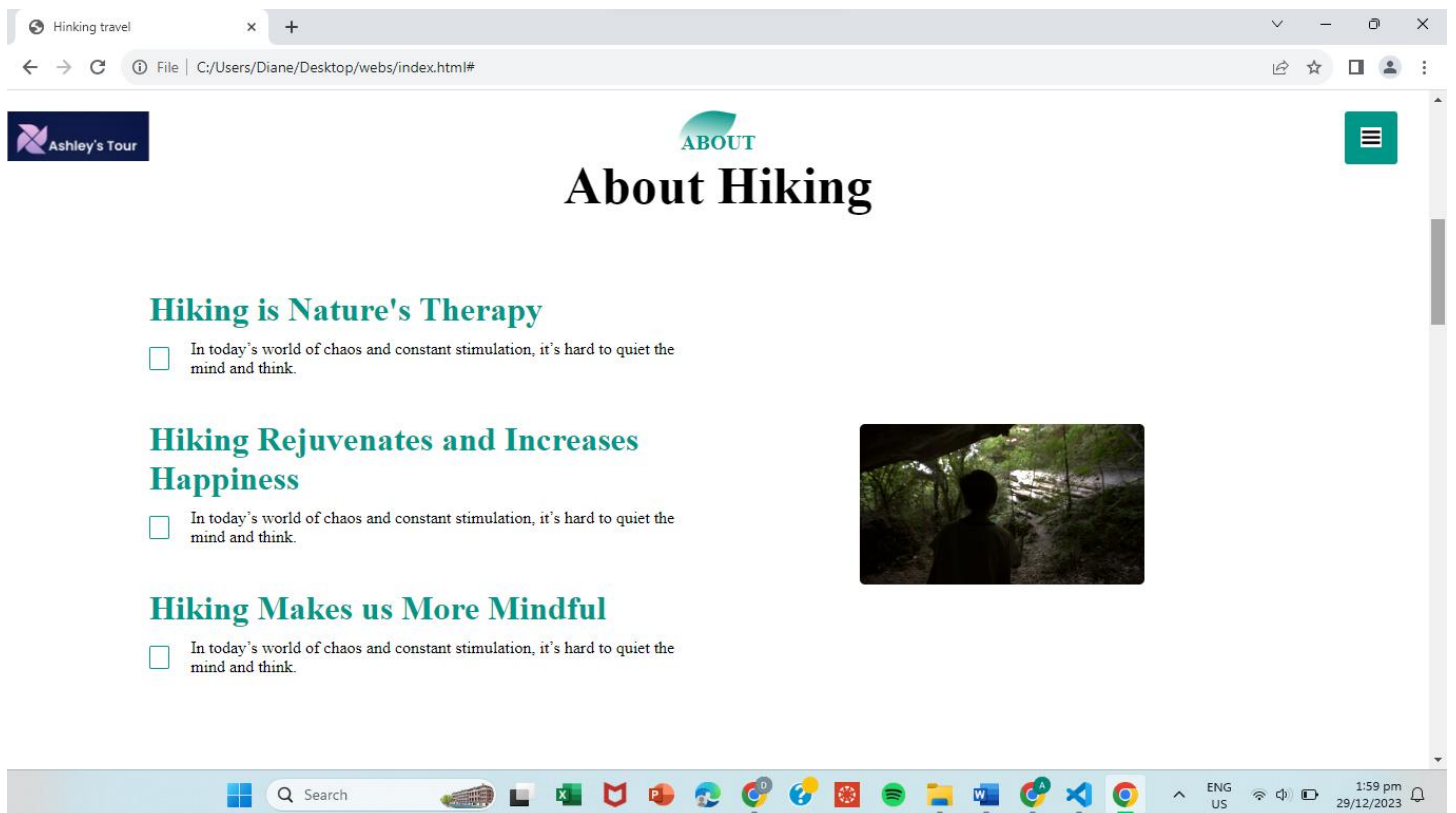 Hinking travel
File | C:/Users/Diane/Desktop/webs/index.html#
Ashley's Tour
ABOUT
About Hiking
Hiking is Nature's Therapy
In today’s world of chaos and constant stimulation, it’s hard to quiet the
mind and think.
Hiking Rejuvenates and Increases
Happiness
In today’s world of chaos and constant stimulation, it’s hard to quiet the
mind and think.
Hiking Makes us More Mindful
In today’s world of chaos and constant stimulation, it’s hard to quiet the
mind and think.
Search
ENG
US
1:59 pm
29/12/2023